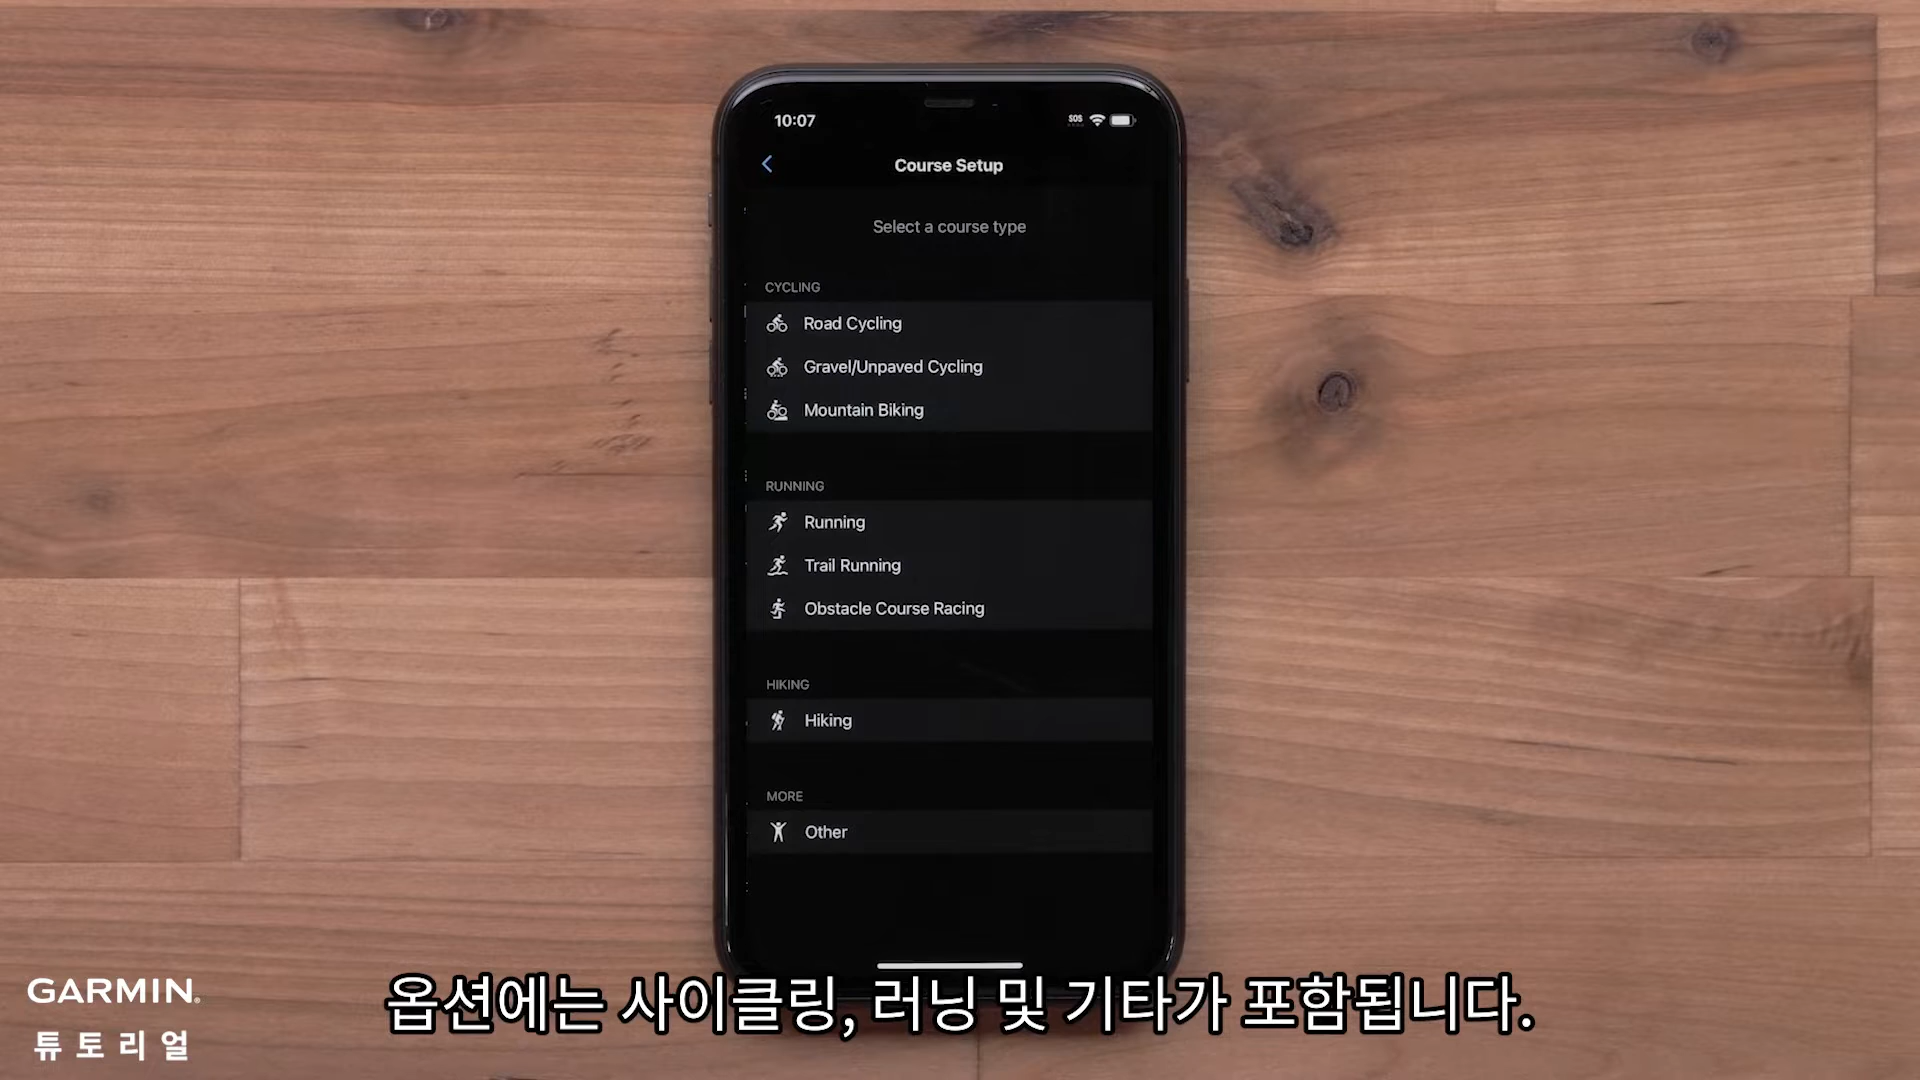 10:07
SOS
Course Setup
Select a course type
CYCLING
Road Cycling
Gravel/Unpaved Cycling
Mountain Biking
RUNNING
Running
Trail Running
Obstacle Course Racing
HIKING
Hiking
MORE
Other
옵션에는 사이클링, 러닝 및 기타가 포함됩니다.
GARMIN®
튜토리얼